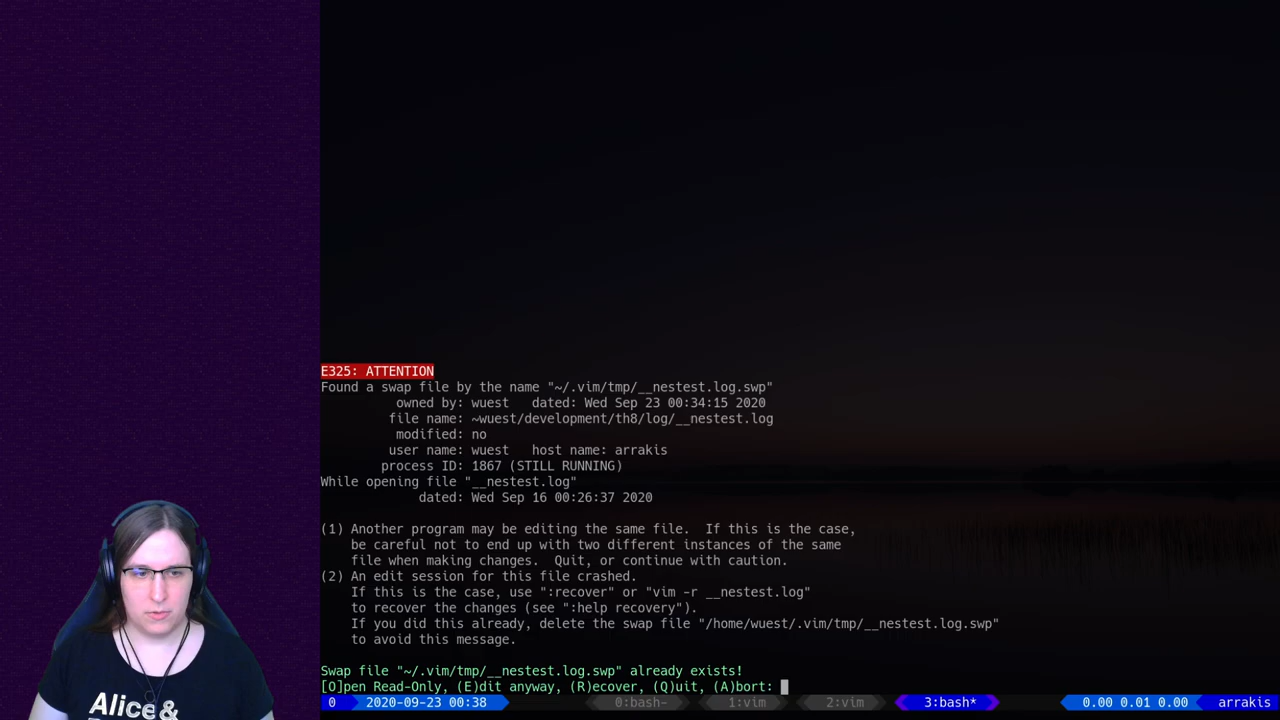 E325: ATTENTION
Found a swap file by the name "~/.vim/tmp/__nestest.log.swp"
owned by: wuest   dated: Wed Sep 23 00:34:15 2020
file name: ~wuest/development/th8/log/__nestest.log
modified: no
user name: wuest   host name: arrakis
process ID: 1867 (STILL RUNNING)
While opening file "__nestest.log"
dated: Wed Sep 16 00:26:37 2020
(1) Another program may be editing the same file.  If this is the case,
be careful not to end up with two different instances of the same
file when making changes.  Quit, or continue with caution.
(2) An edit session for this file crashed.
If this is the case, use ":recover" or "vim -r __nestest.log"
to recover the changes (see ":help recovery").
If you did this already, delete the swap file "/home/wuest/.vim/tmp/__nestest.log.swp"
to avoid this message.
Swap file "~/.vim/tmp/__nestest.log.swp" already exists!
[O]pen Read-Only, (E)dit anyway, (R)ecover, (Q)uit, (A)bort:
0 2020-09-23 00:38 0:bash- 1:vim 2:vim 3:bash* 0.00 0.01 0.00 arrakis
Alice &